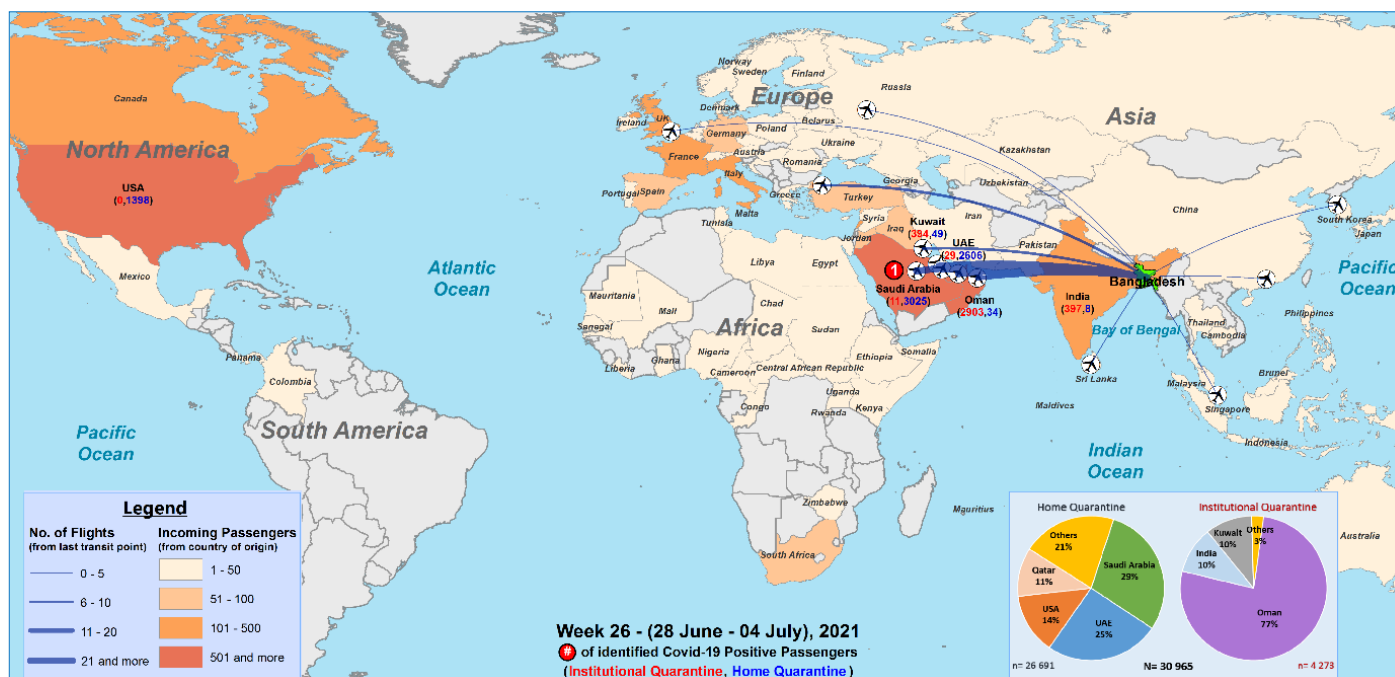 Norway
Sweden
Finland
Russia
Europe
Asia
Canada
Ireland
UK
Denmark
Belarus
Germany
Poland
Ukraine
Kazakhstan
North America
France
Austria
Romania
USA
(0,1398)
Italy
Georgia
Uzbekistan
Portugal
Spain
Greece
Turkey
China
South Korea
Japan
Malta
Tunisia
Syria
Iraq
Iran
Jordan
Kuwait
(394,49)
UAE
(29,2606)
Pakistan
Mexico
Atlantic
Ocean
Libya
Egypt
1
Saudi Arabia
(11,3025)
Oman
(2903,34)
India
(397,8)
Bangladesh
Pacific
Ocean
Mauritania
Mali
Chad
Bay of Bengal
Thailand
Philippines
Cambodia
Senegal
Africa
Sudan
Panama
Liberia
Ghana
Nigeria
Ethiopia
Somalia
Colombia
Cameroon
Central African Republic
Sri Lanka
Malaysia
Brunei
Uganda
Congo
Kenya
Rwanda
Maldives
Singapore
Indonesia
South America
Pacific
Ocean
Indian
Ocean
Zimbabwe
Mauritius
South Africa
Australia
Legend
No. of Flights
(from last transit point)
0 - 5
6 - 10
11 - 20
21 and more
Incoming Passengers
(from country of origin)
1 - 50
51 - 100
101 - 500
501 and more
Week 26 - (28 June - 04 July), 2021
# of identified Covid-19 Positive Passengers
(Institutional Quarantine, Home Quarantine)
Home Quarantine
Others
21%
Saudi Arabia
29%
Qatar
11%
USA
14%
UAE
25%
n= 26 691
N= 30 965
Institutional Quarantine
Others
3%
Kuwait
10%
India
10%
Oman
77%
n= 4 273